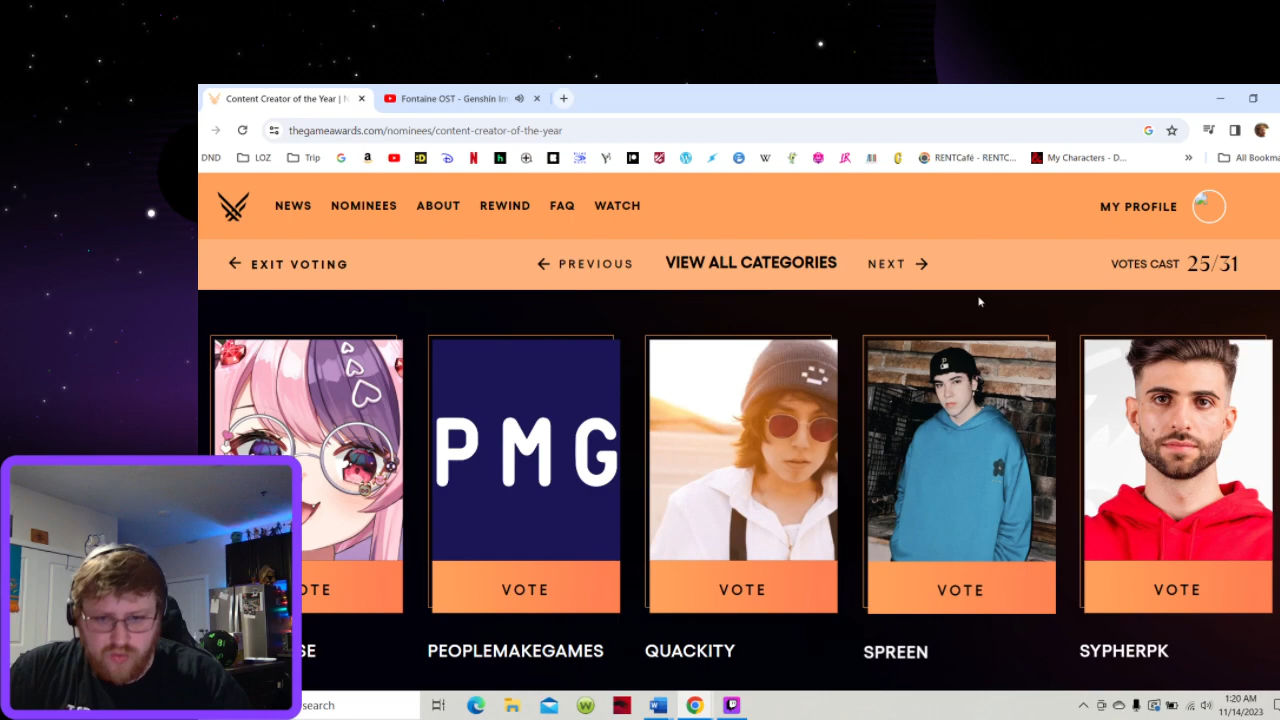 Content Creator of the Year | N
Fontaine OST - Genshin Im
thegameawards.com/nominees/content-creator-of-the-year
DND
LOZ
Trip
RENTCafé - RENTC...
My Characters - D...
All Bookma
NEWS
NOMINEES
ABOUT
REWIND
FAQ
WATCH
MY PROFILE
EXIT VOTING
PREVIOUS
VIEW ALL CATEGORIES
NEXT
VOTES CAST 25/31
PMG
OTE
VOTE
VOTE
VOTE
VOTE
SE
PEOPLEMAKEGAMES
QUACKITY
SPREEN
SYPHERPK
search
1:20 AM
11/14/2023